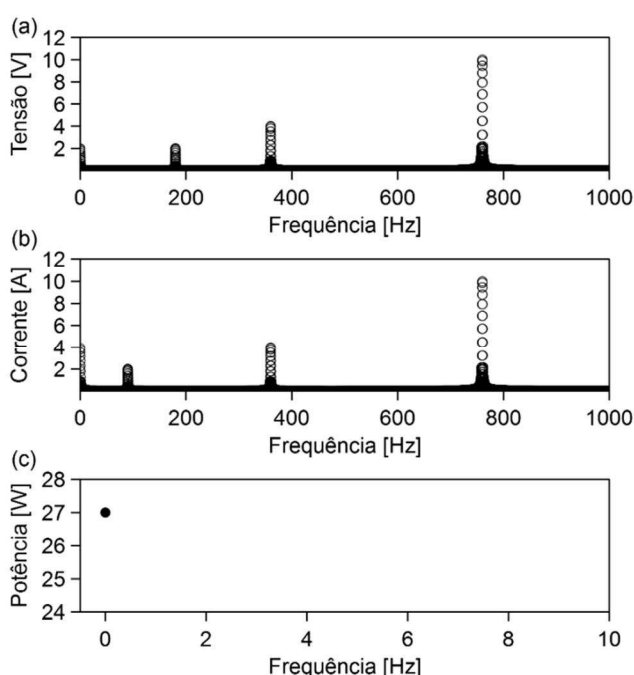 (a)
Tensão [V]
12
10
8
6
4
2
0 200 400 600 800 1000
Frequência [Hz]
(b)
Corrente [A]
12
10
8
6
4
2
0 200 400 600 800 1000
Frequência [Hz]
(c)
Potência [W]
28
27
26
25
24
0 2 4 6 8 10
Frequência [Hz]